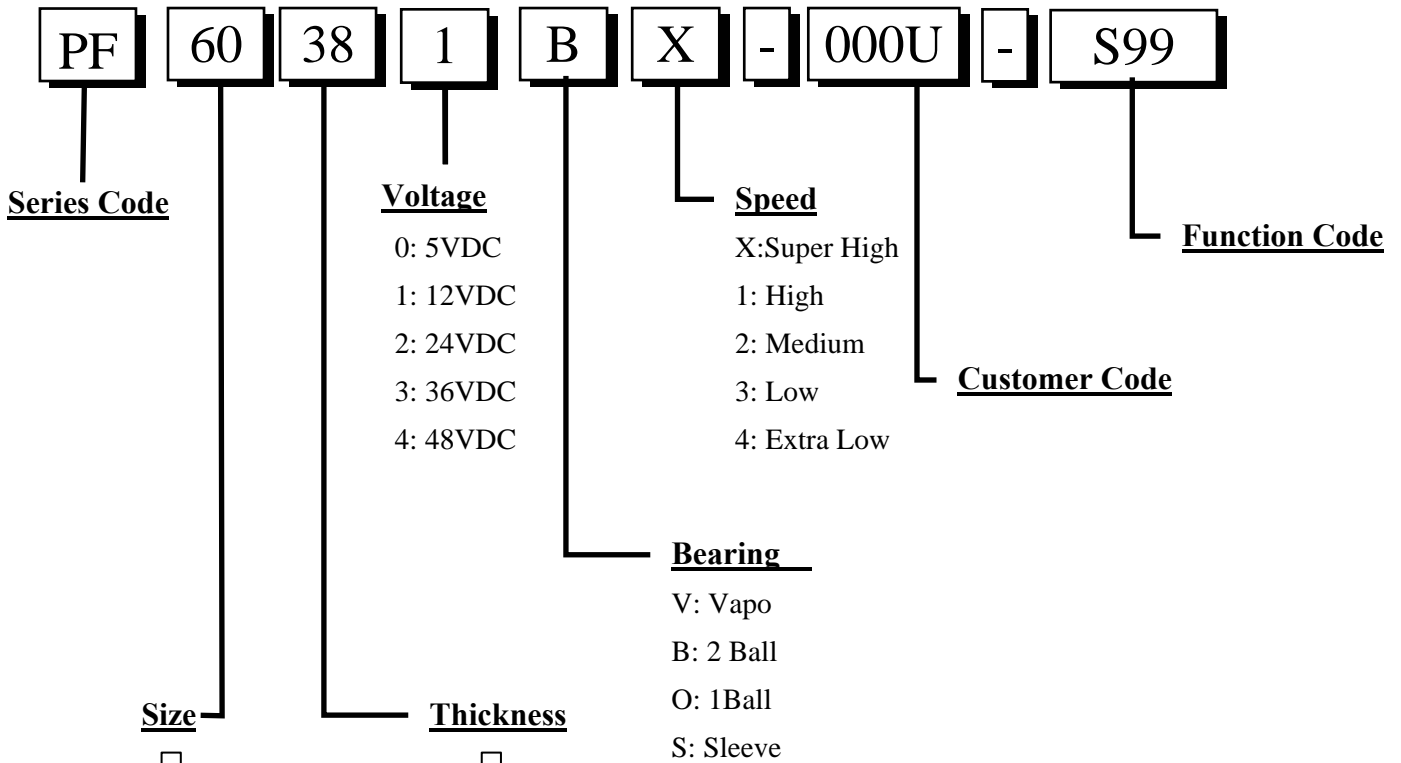 PF 60 38 1 B X - 000U - S99
Series Code
Voltage
0: 5VDC
1: 12VDC
2: 24VDC
3: 36VDC
4: 48VDC
Speed
X:Super High
1: High
2: Medium
3: Low
4: Extra Low
Function Code
Customer Code
Bearing
V: Vapo
B: 2 Ball
O: 1Ball
S: Sleeve
Size
Thickness